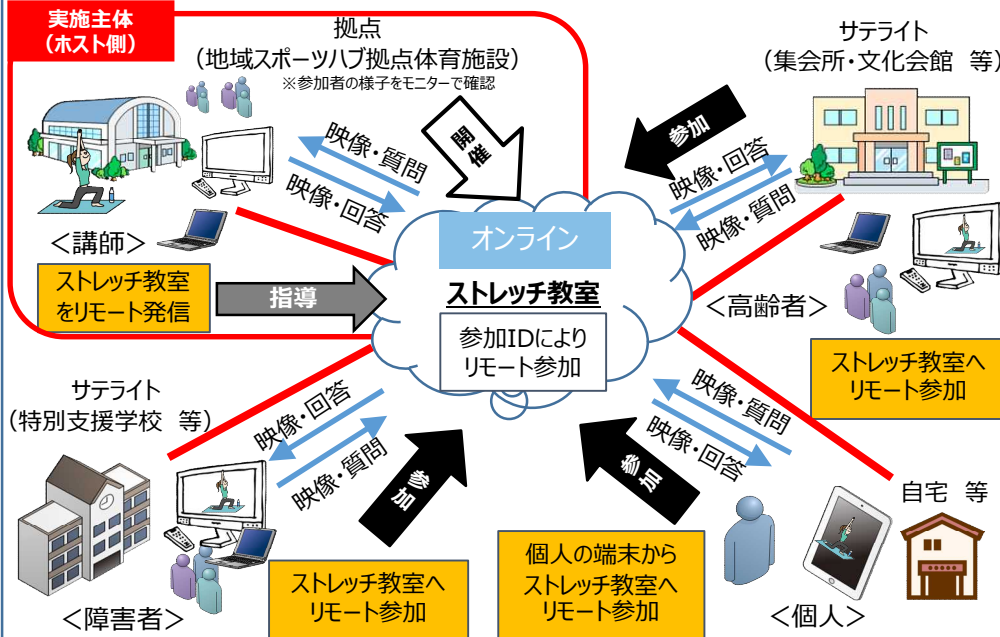 実施主体
（ホスト側）
拠点
（地域スポーツハブ拠点体育施設）
※参加者の様子をモニターで確認
開催
映像・質問
映像・回答
＜講師＞
ストレッチ教室
をリモート発信
指導
サテライト
（集会所・文化会館　等）
参加
映像・回答
映像・質問
＜高齢者＞
ストレッチ教室へ
リモート参加
オンライン
ストレッチ教室
参加IDにより
リモート参加
サテライト
（特別支援学校　等）
映像・回答
映像・質問
参加
＜障害者＞
ストレッチ教室へ
リモート参加
映像・質問
映像・回答
参加
個人の端末から
ストレッチ教室へ
リモート参加
＜個人＞
自宅　等